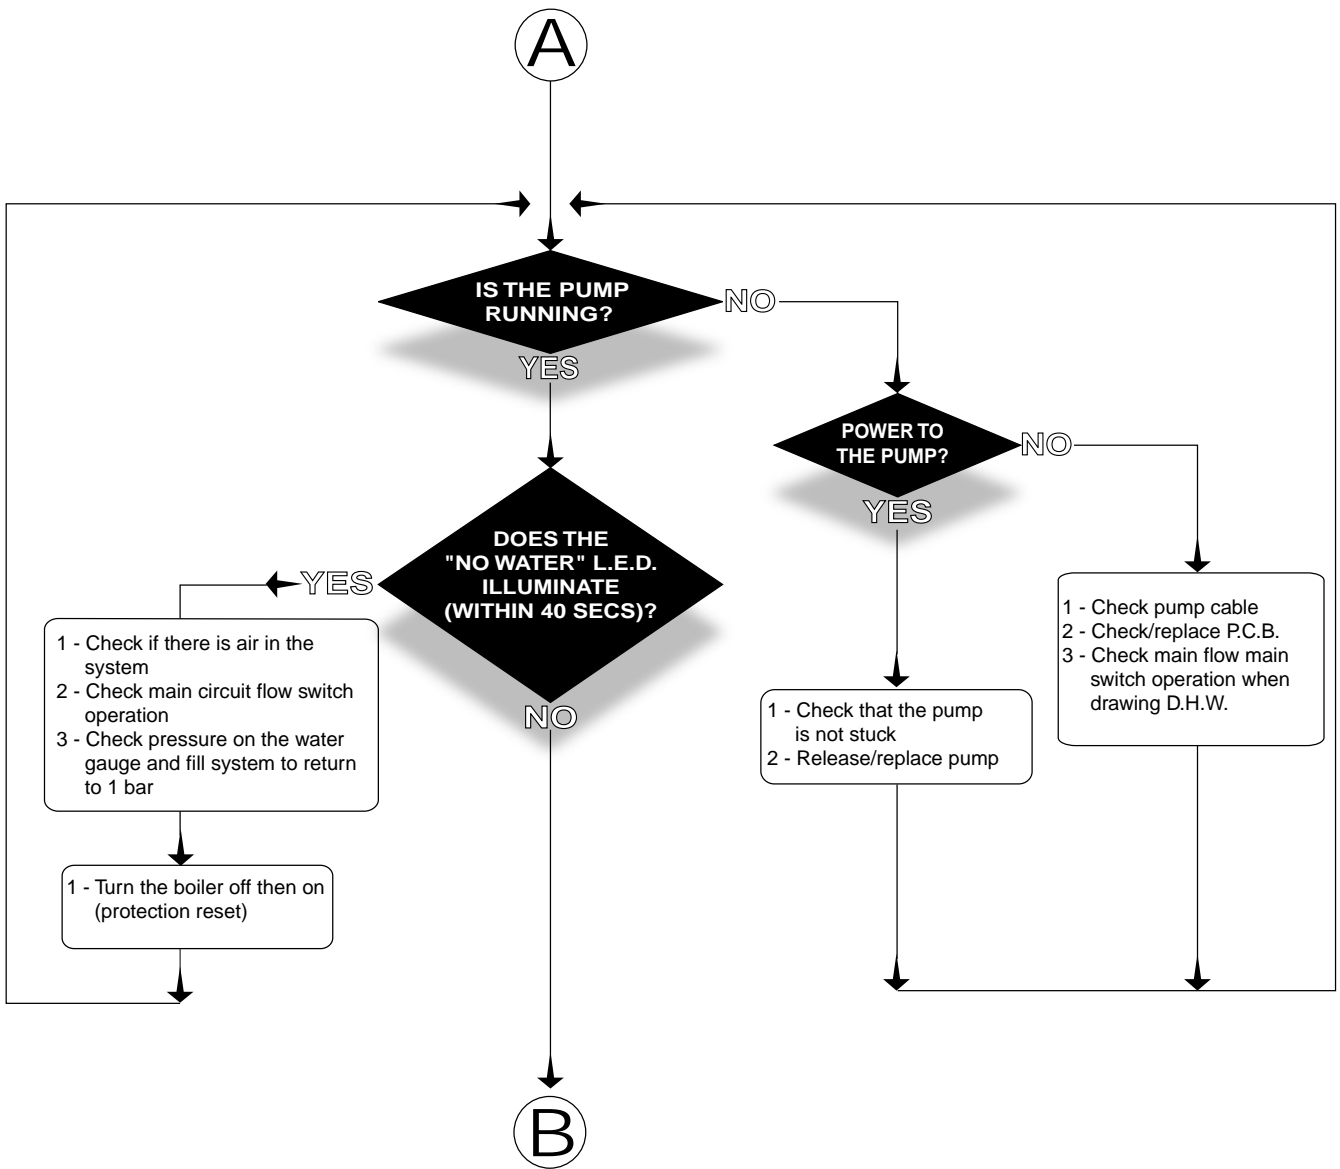 A
IS THE PUMP
RUNNING?
NO
YES
POWER TO
THE PUMP?
NO
YES
DOES THE
"NO WATER" L.E.D.
ILLUMINATE
(WITHIN 40 SECS)?
YES
NO
1 - Check if there is air in the
system
2 - Check main circuit flow switch
operation
3 - Check pressure on the water
gauge and fill system to return
to 1 bar
1 - Turn the boiler off then on
(protection reset)
1 - Check that the pump
is not stuck
2 - Release/replace pump
1 - Check pump cable
2 - Check/replace P.C.B.
3 - Check main flow main
switch operation when
drawing D.H.W.
B